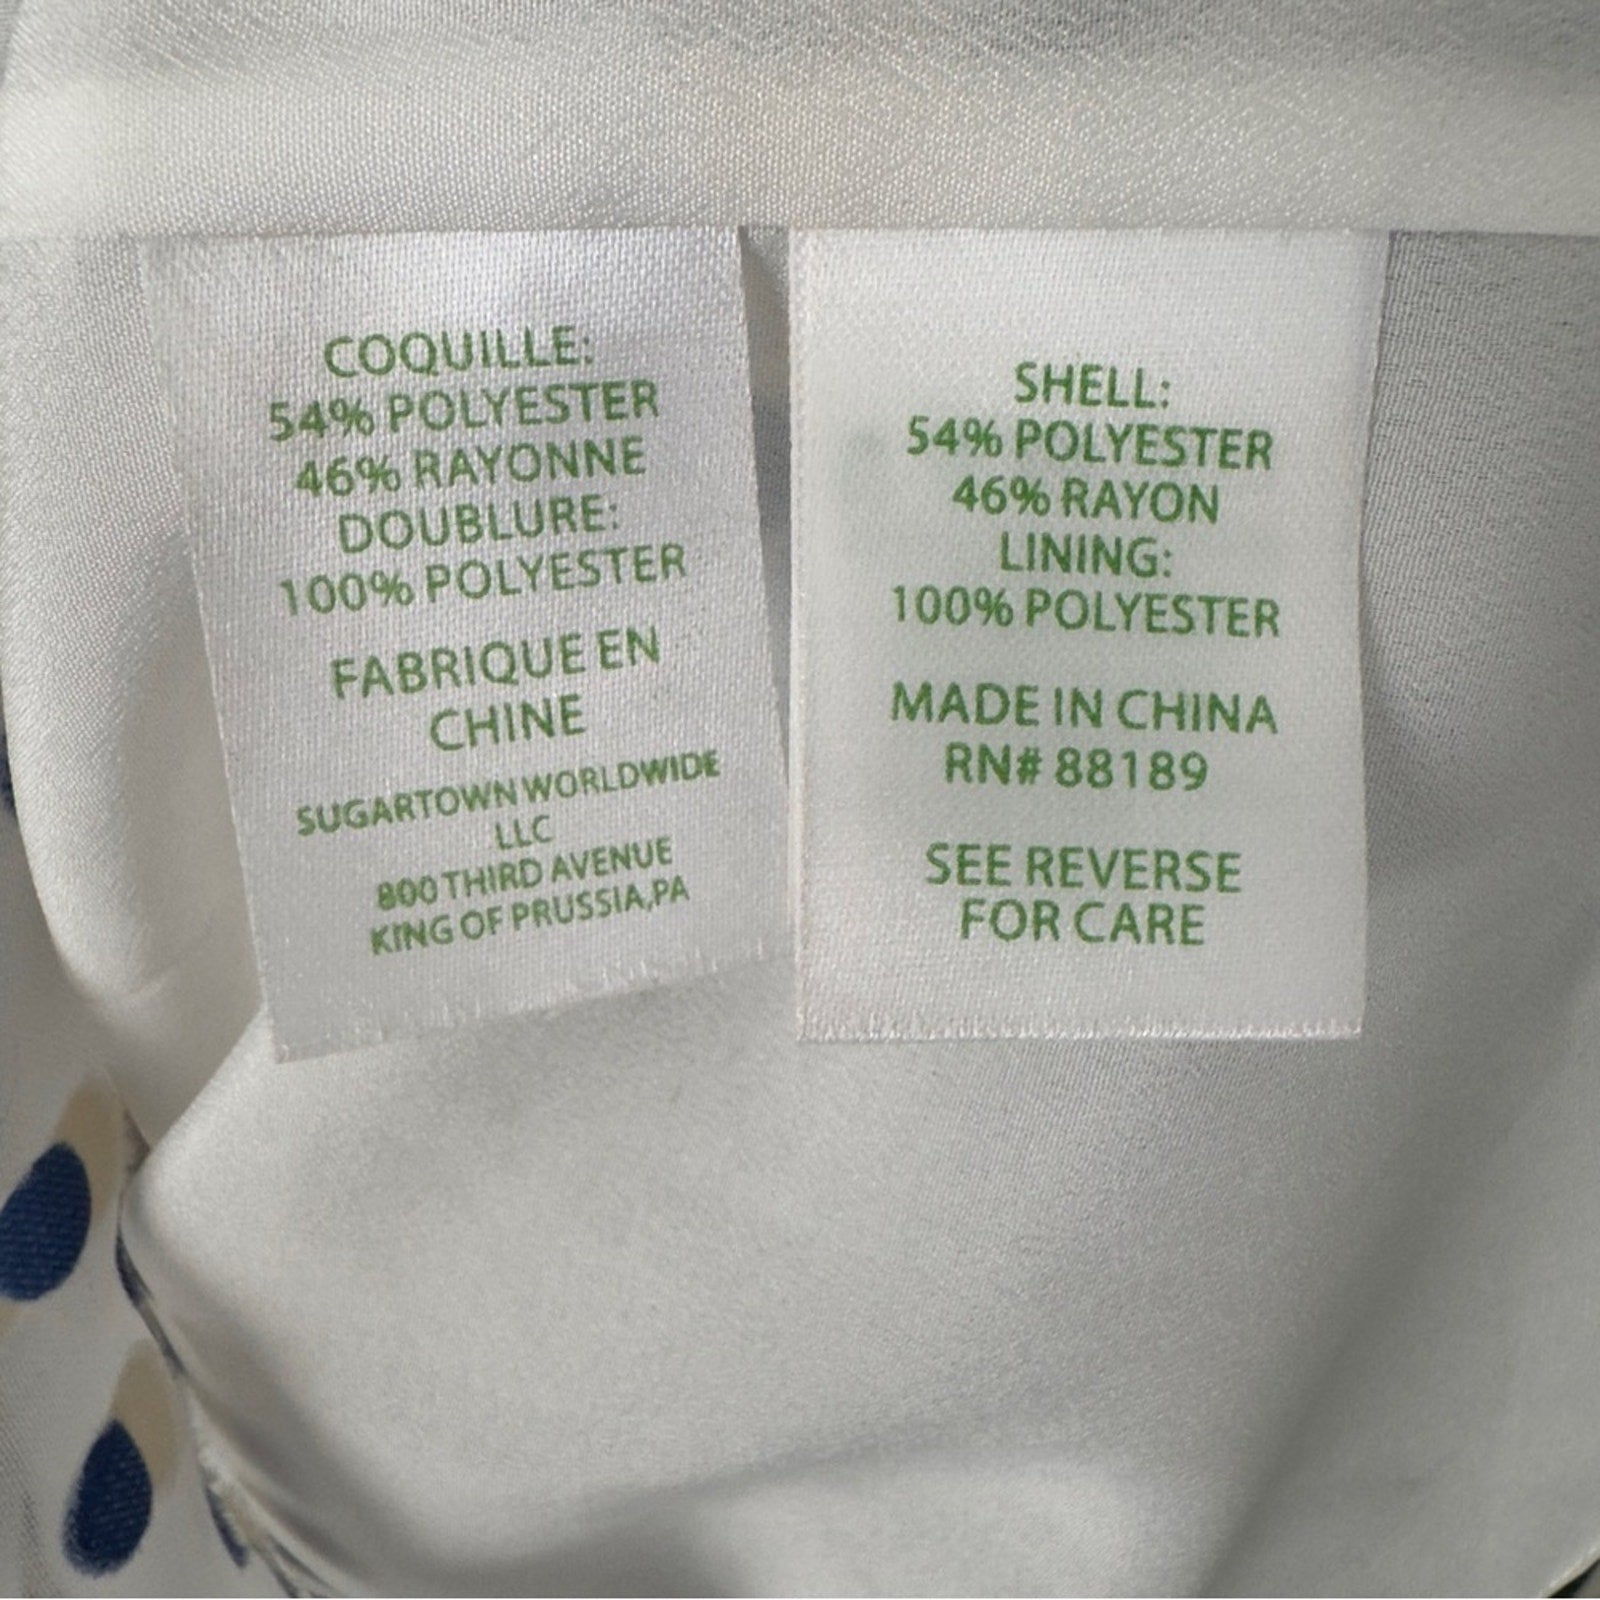 COQUILLE:
54% POLYESTER
46% RAYONNE
DOUBLURE:
100% POLYESTER
FABRIQUE EN
CHINE
SUGARTOWN WORLDWIDE
LLC
800 THIRD AVENUE
KING OF PRUSSIA,PA
SHELL:
54% POLYESTER
46% RAYON
LINING:
100% POLYESTER
MADE IN CHINA
RN# 88189
SEE REVERSE
FOR CARE